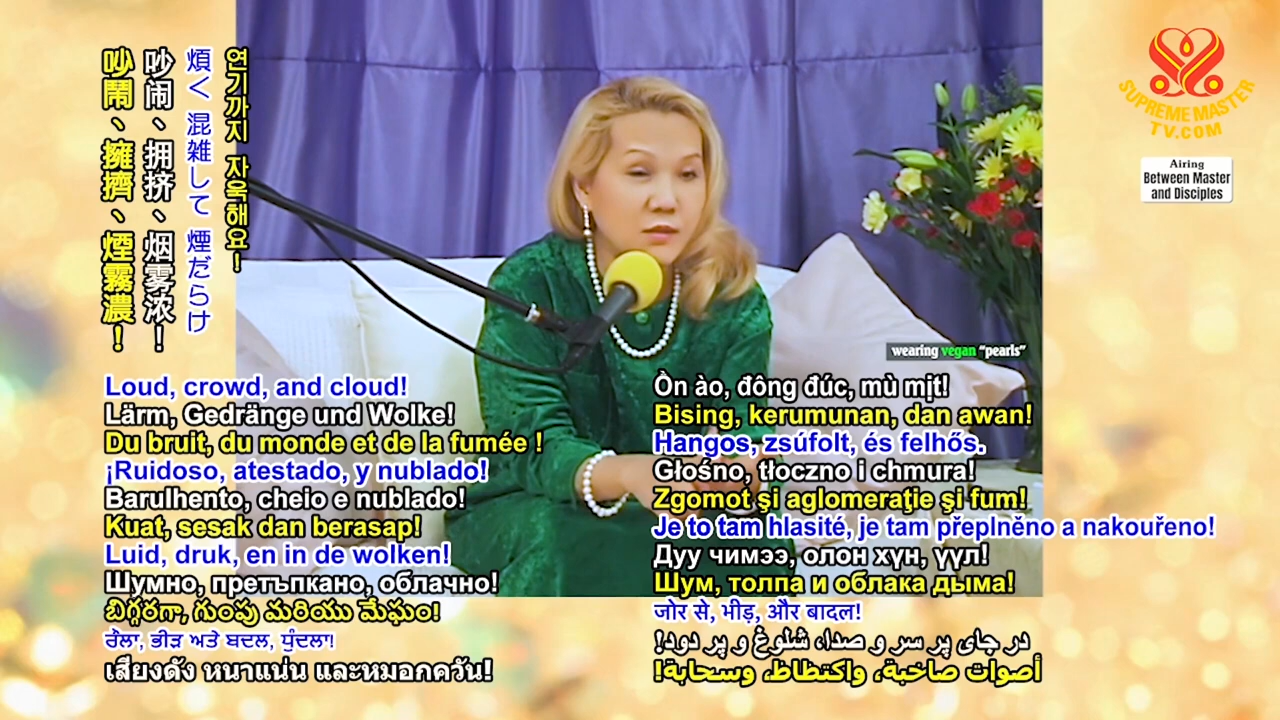 吵鬧、擁擠、煙霧濃！
吵闹、拥挤、烟雾浓！
煩く 混雑して 煙だらけ
연기까지 자욱해요！
SUPREME MASTER
TV.COM
Airing
Between Master
and Disciples
wearing vegan “pearls”
Loud, crowd, and cloud!
Lärm, Gedränge und Wolke!
Du bruit, du monde et de la fumée !
¡Ruidoso, atestado, y nublado!
Barulhento, cheio e nublado!
Kuat, sesak dan berasap!
Luid, druk, en in de wolken!
Шумно, претъпкано, облачно!
బిగ్గరగా, గుంపు మరియు మేఘం!
ਰੌਲਾ, ਭੀੜ ਅਤੇ ਬਦਲ, ਧੁੰਦਲਾ!
เสียงดัง หนาแน่น และหมอกควัน!
Ồn ào, đông đúc, mù mịt!
Bising, kerumunan, dan awan!
Hangos, zsúfolt, és felhős.
Głośno, tłoczno i chmura!
Zgomot şi aglomeraţie şi fum!
Je to tam hlasité, je tam přeplněno a nakouřeno!
Дуу чимээ, олон хүн, үүл!
Шум, толпа и облака дыма!
जोर से, भीड़, और बादल!
در جای پر سر و صدا، شلوغ و پر دود!
أصوات صاخبة، واكتظاظ، وسحابة!